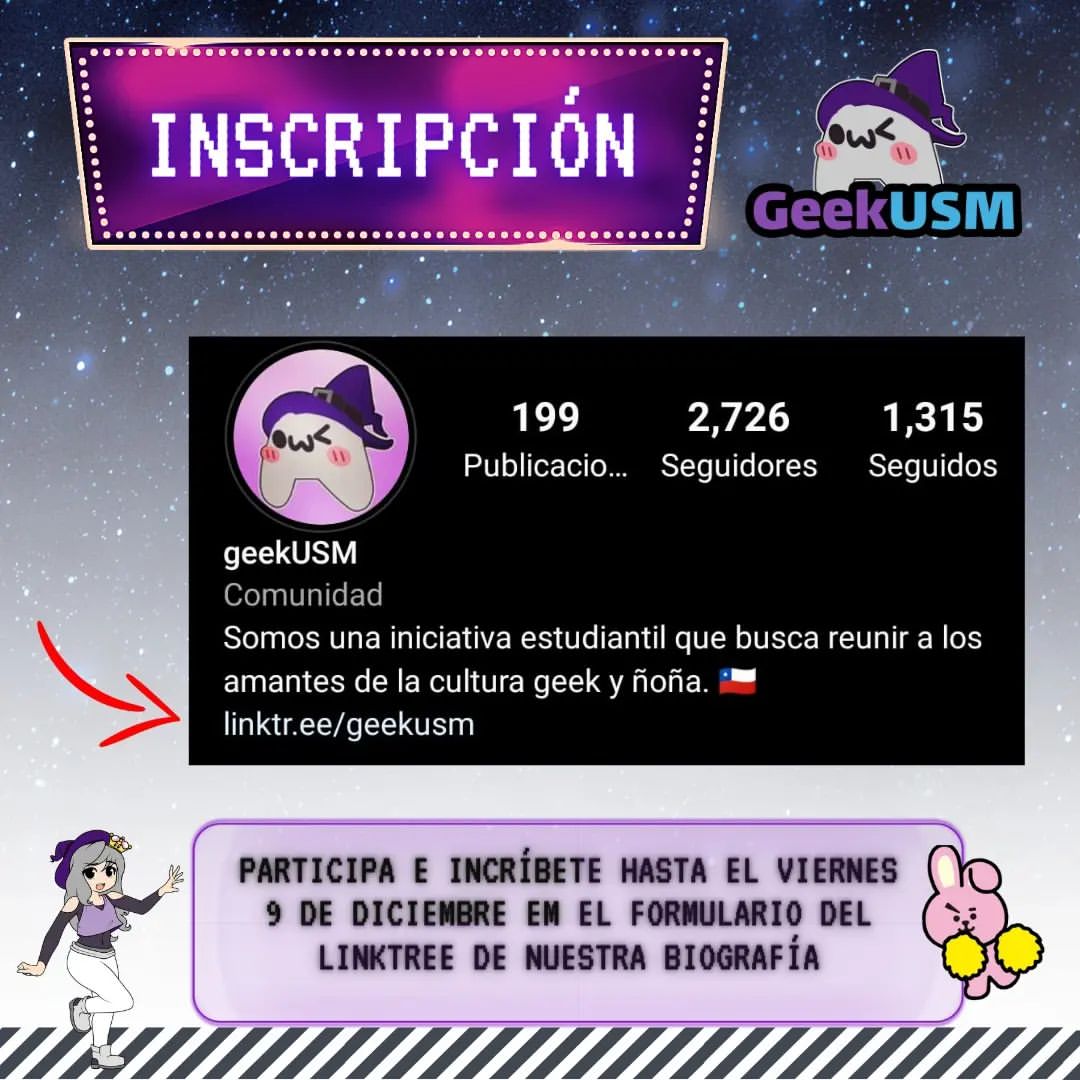 INSCRIPCIÓN
GeekUSM
199
2,726
1,315
Publicacio...
Seguidores
Seguidos
geekUSM
Comunidad
Somos una iniciativa estudiantil que busca reunir a los
amantes de la cultura geek y ñoña. 🇨🇱
linktr.ee/geekusm
PARTICIPA E INCRÍBETE HASTA EL VIERNES
9 DE DICIEMBRE EM EL FORMULARIO DEL
LINKTREE DE NUESTRA BIOGRAFÍA